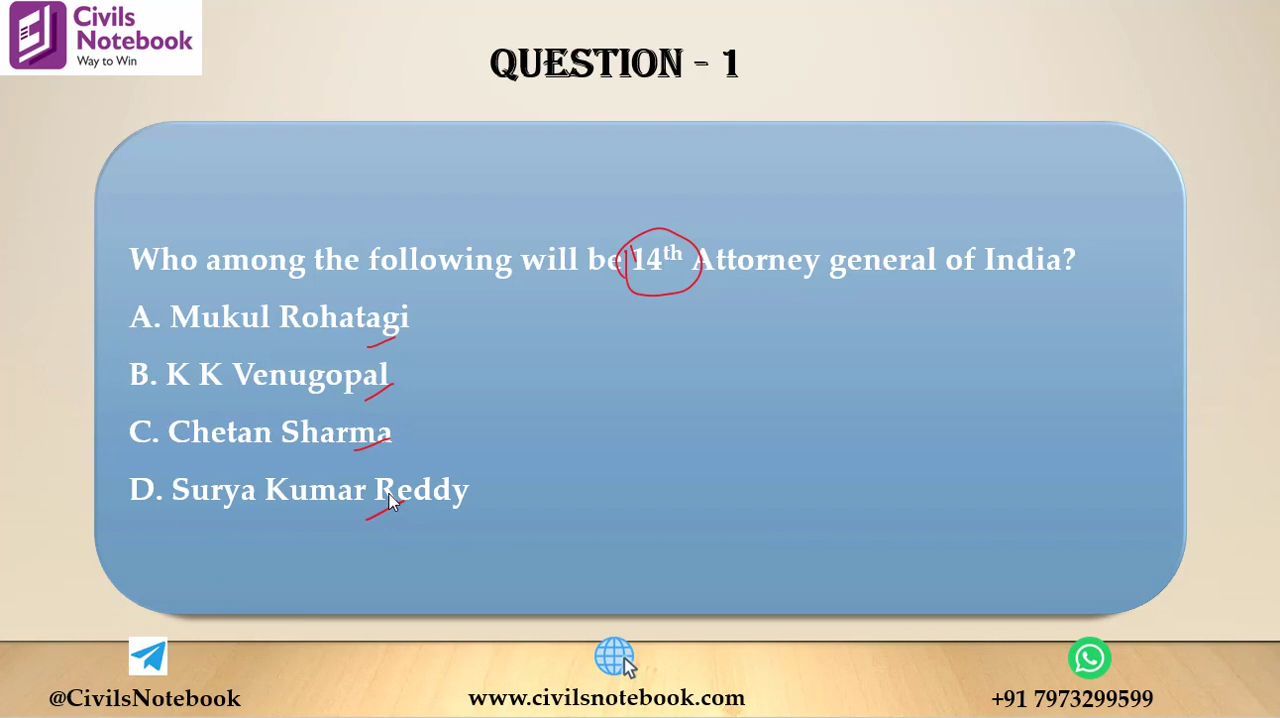 Civils
Notebook
Way to Win
QUESTION - 1
Who among the following will be 14th Attorney general of India?
A. Mukul Rohatagi
B. K K Venugopal
C. Chetan Sharma
D. Surya Kumar Reddy
@CivilsNotebook
www.civilsnotebook.com
+91 7973299599